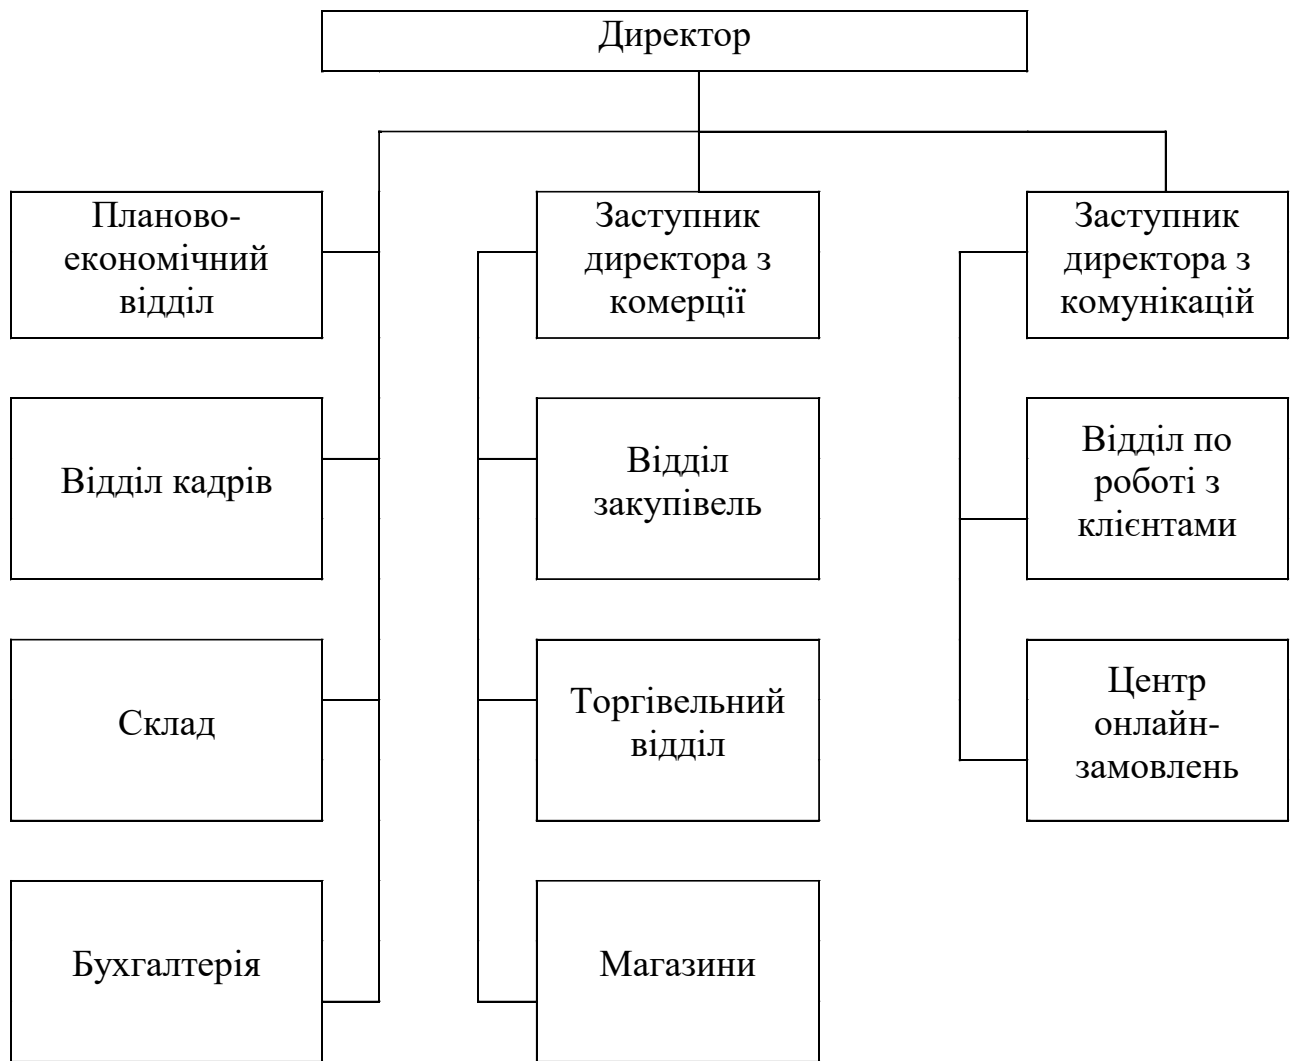 Директор
Планово-
економічний
відділ
Заступник
директора з
комерції
Заступник
директора з
комунікацій
Відділ кадрів
Відділ
закупівель
Відділ по
роботі з
клієнтами
Склад
Торгівельний
відділ
Центр
онлайн-
замовлень
Бухгалтерія
Магазини